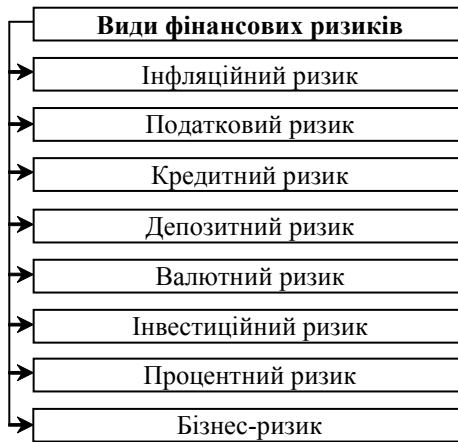 Види фінансових ризиків
Інфляційний ризик
Податковий ризик
Кредитний ризик
Депозитний ризик
Валютний ризик
Інвестиційний ризик
Процентний ризик
Бізнес-ризик